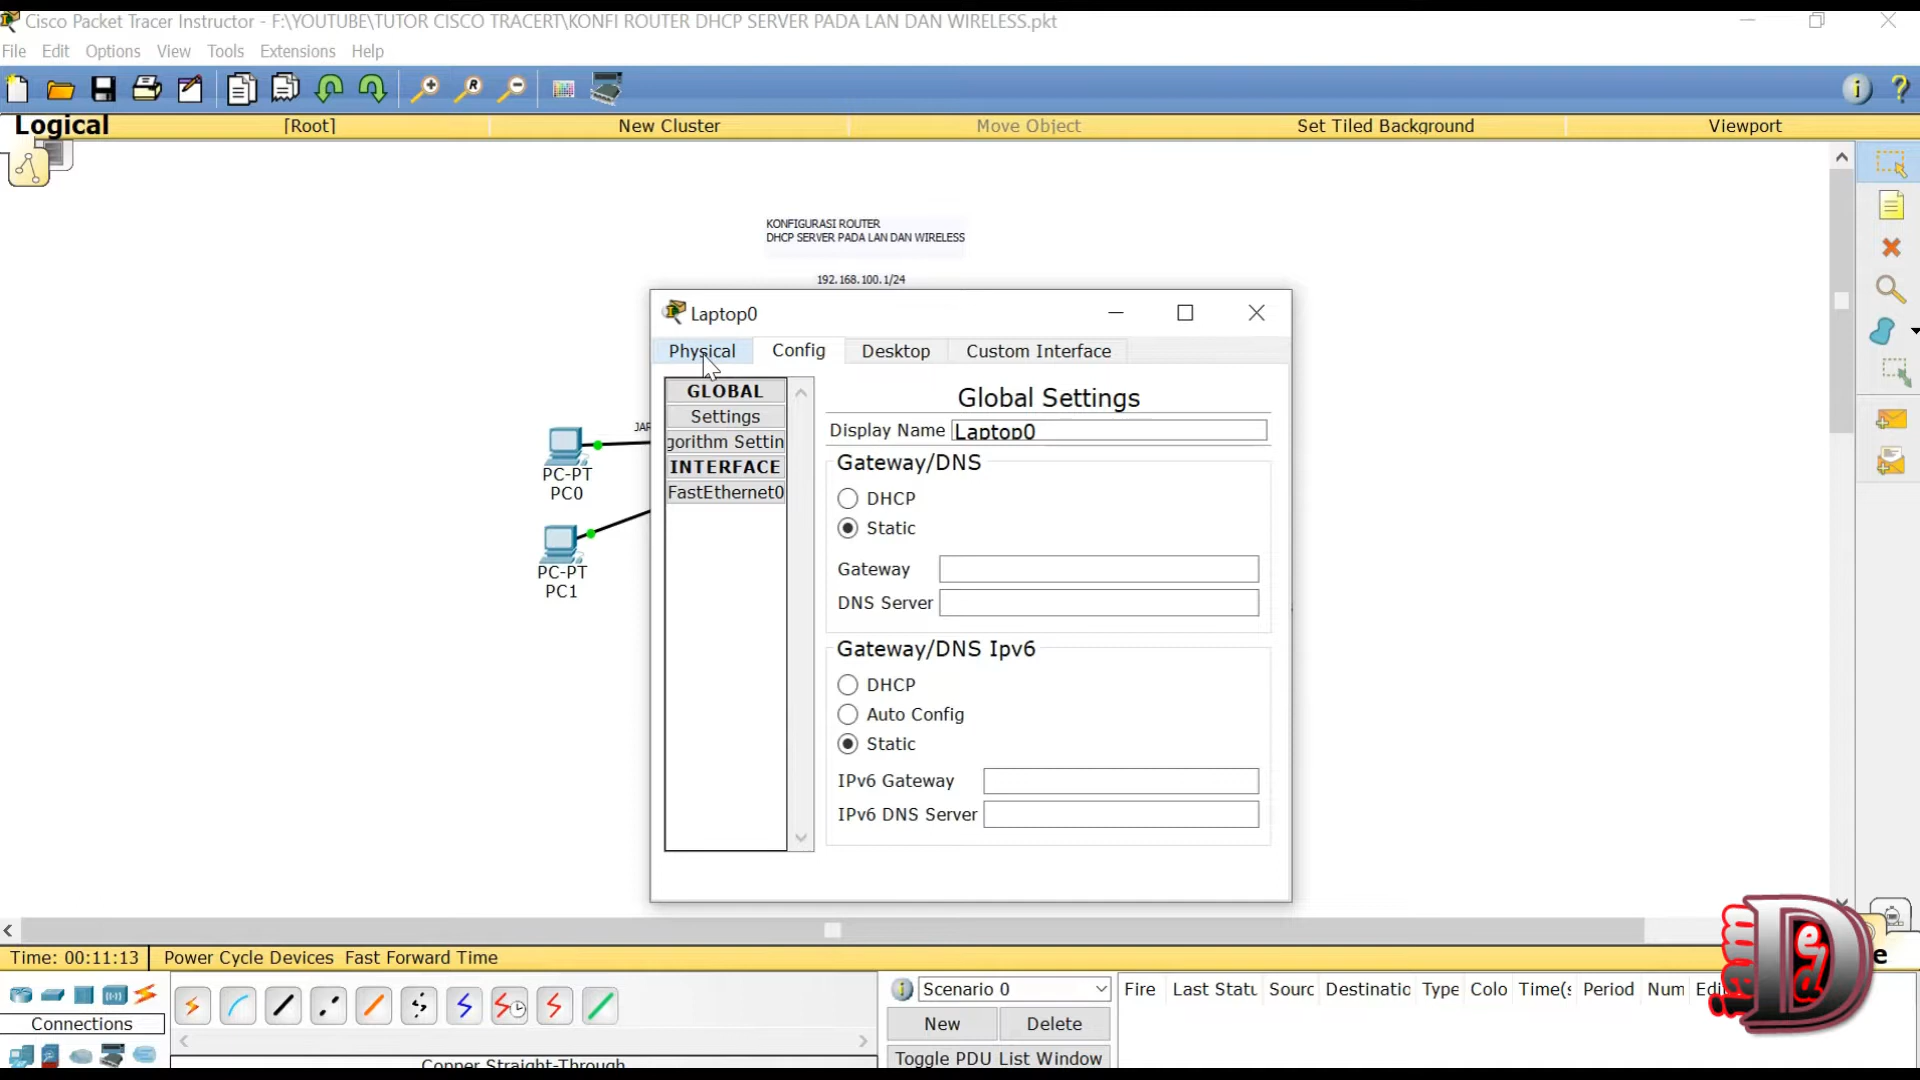 Cisco Packet Tracer Instructor - F:\YOUTUBE\TUTOR CISCO TRACERT\KONFI ROUTER DHCP SERVER PADA LAN DAN WIRELESS.pkt
File Edit Options View Tools Extensions Help
Logical [Root] New Cluster Move Object Set Tiled Background Viewport
KONFIGURASI ROUTER
DHCP SERVER PADA LAN DAN WIRELESS
192.168.100.1/24
Laptop0
Physical Config Desktop Custom Interface
GLOBAL
Settings
gorithm Settin
INTERFACE
FastEthernet0
Global Settings
Display Name Laptop0
Gateway/DNS
DHCP
Static
Gateway
DNS Server
Gateway/DNS Ipv6
DHCP
Auto Config
Static
IPv6 Gateway
IPv6 DNS Server
JAR
PC-PT
PC0
PC-PT
PC1
Time: 00:11:13 Power Cycle Devices Fast Forward Time
Connections
Copper Straight-Through
Scenario 0
New Delete
Toggle PDU List Window
Fire Last Statu Sourc Destinatio Type Colo Time(s Period Num Edi